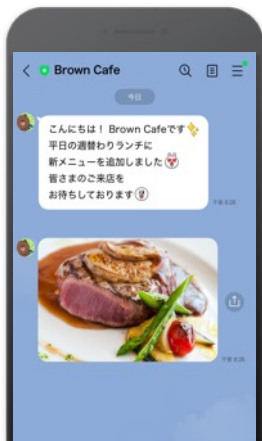 Brown Cafe
今日
こんにちは！ Brown Cafeです
平日の週替わりランチに
新メニューを追加しました
皆さまのご来店を
お待ちしております